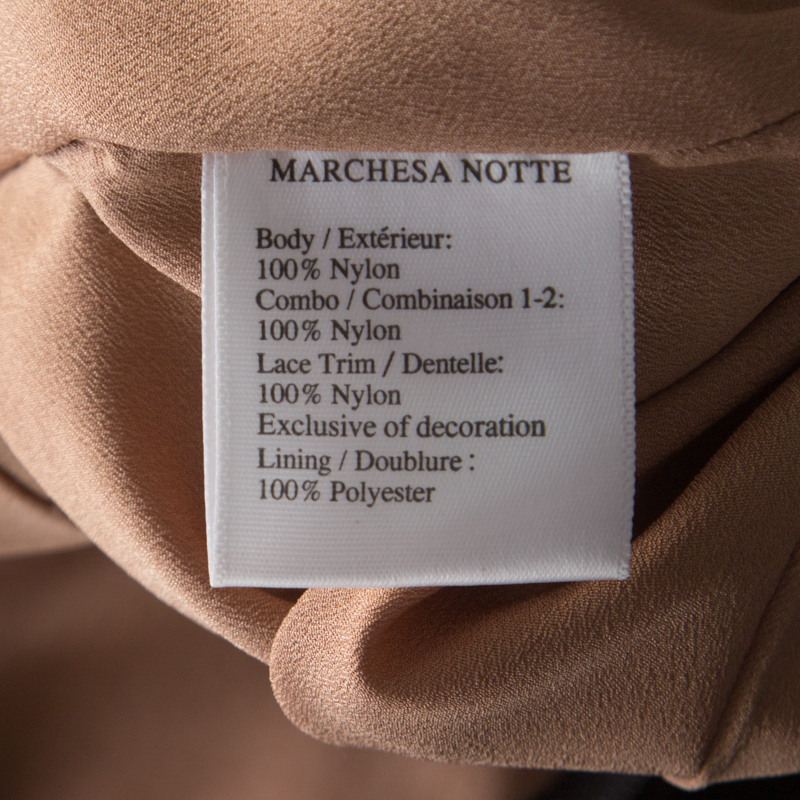 MARCHESA NOTTE
Body / Extérieur:
100% Nylon
Combo / Combinaison 1-2:
100% Nylon
Lace Trim / Dentelle:
100% Nylon
Exclusive of decoration
Lining / Doublure :
100% Polyester